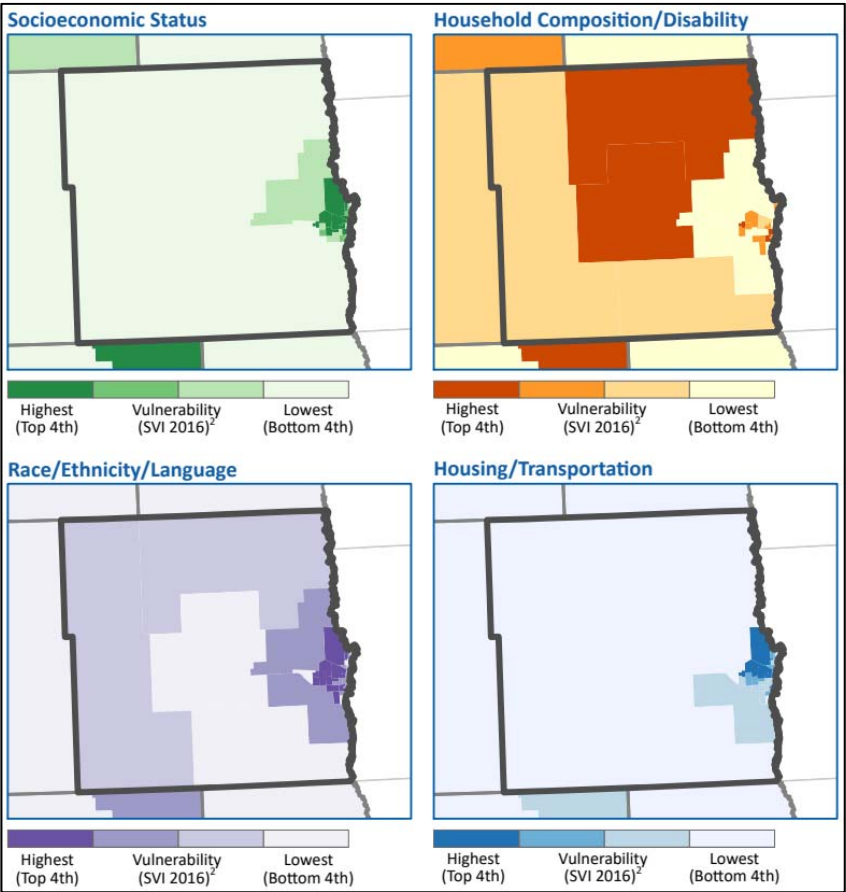 Socioeconomic Status
Household Composition/Disability
Highest
(Top 4th)
Vulnerability
(SVI 2016)²
Lowest
(Bottom 4th)
Highest
(Top 4th)
Vulnerability
(SVI 2016)²
Lowest
(Bottom 4th)
Race/Ethnicity/Language
Housing/Transportation
Highest
(Top 4th)
Vulnerability
(SVI 2016)²
Lowest
(Bottom 4th)
Highest
(Top 4th)
Vulnerability
(SVI 2016)²
Lowest
(Bottom 4th)